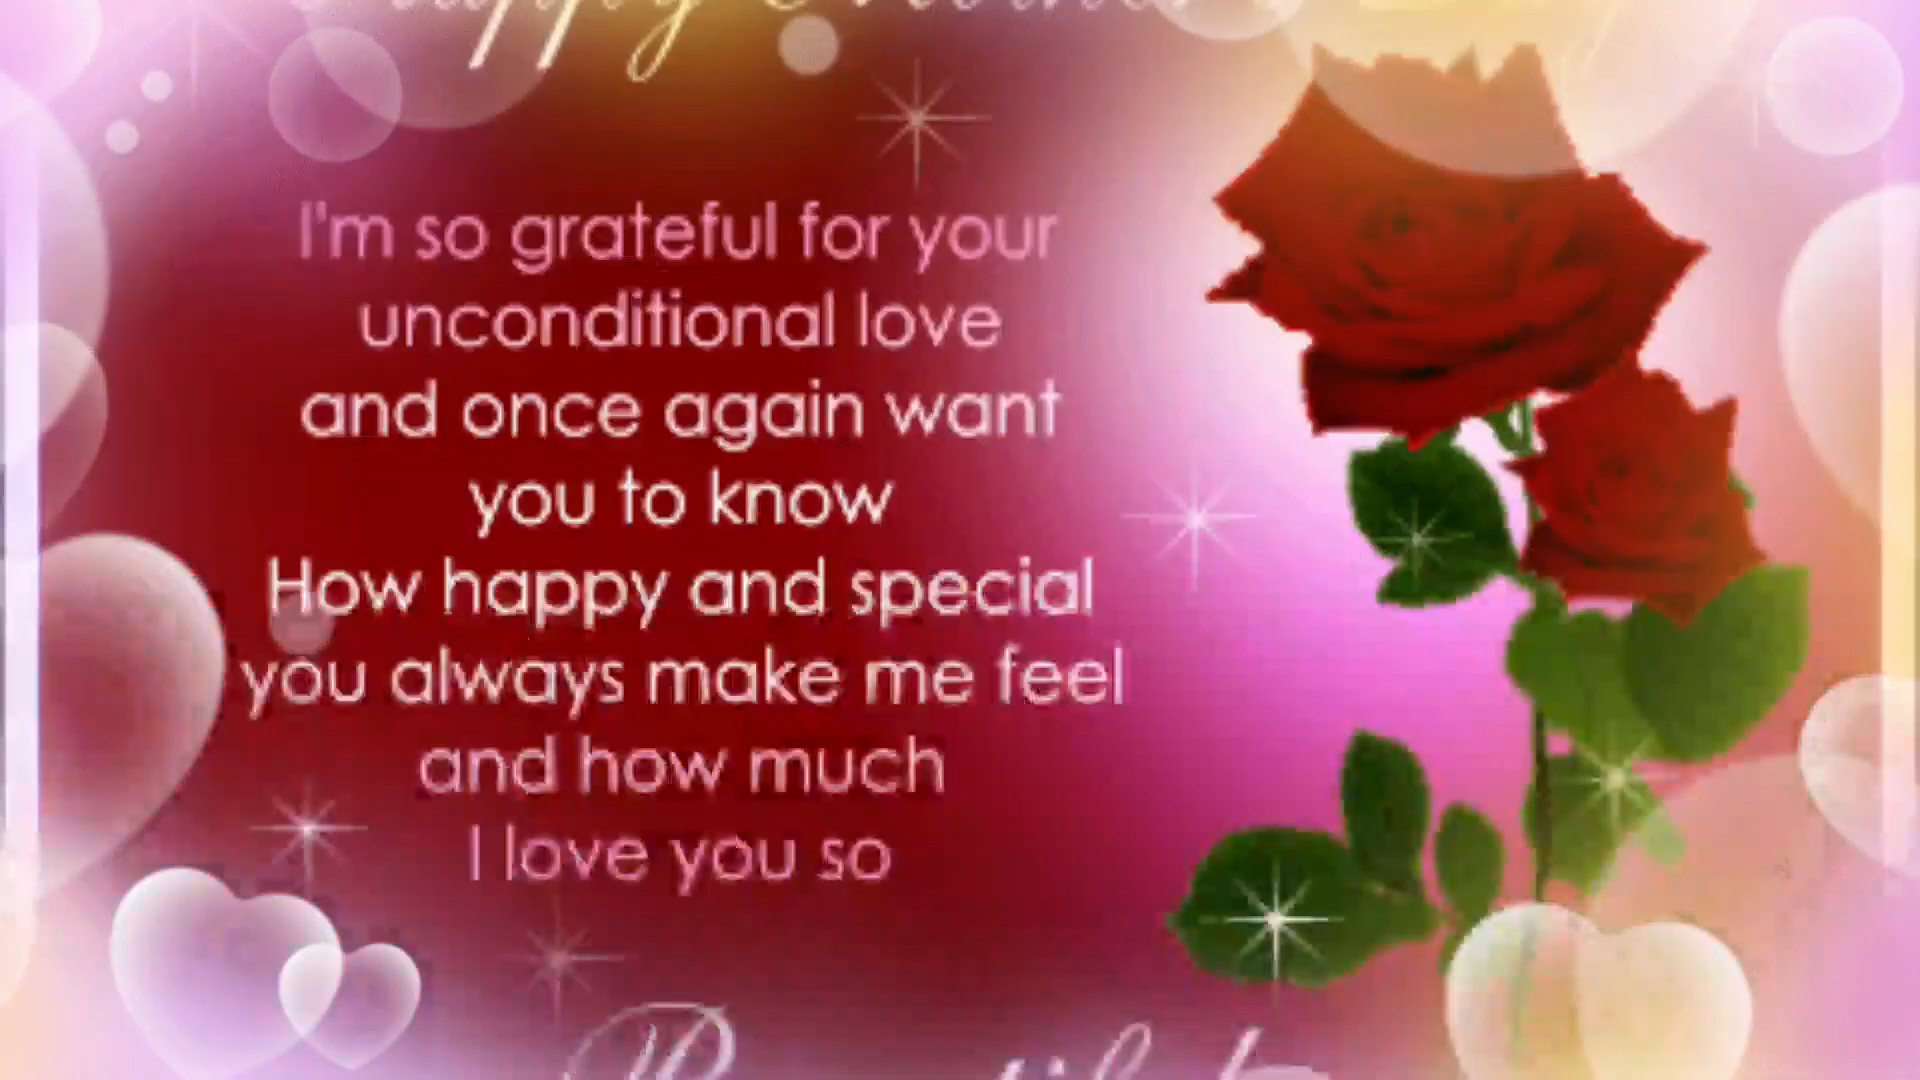 I'm so grateful for your
unconditional love
and once again want
you to know
How happy and special
you always make me feel
and how much
I love you so